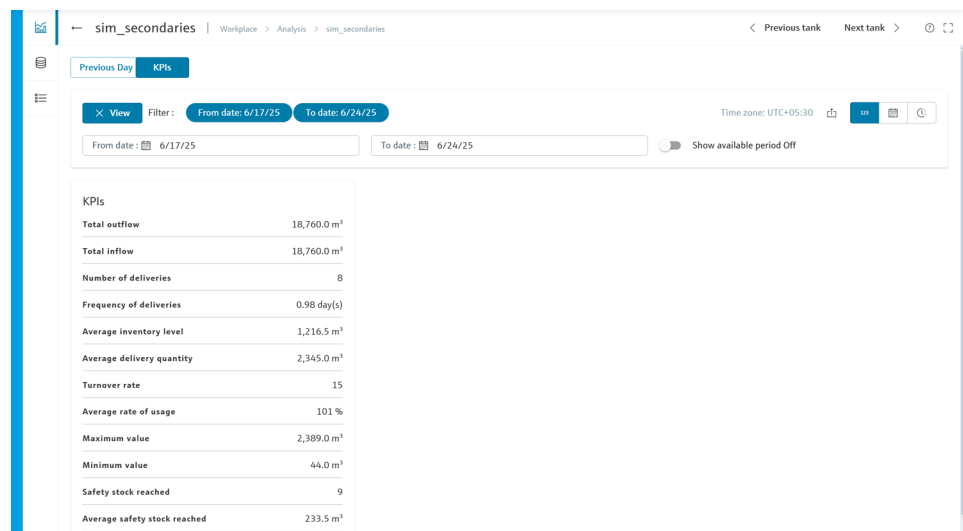 ← sim_secondaries | Workplace > Analysis > sim_secondaries < Previous tank Next tank >
Previous Day KPIs
× View Filter : From date: 6/17/25 To date: 6/24/25 Time zone: UTC+05:30 123
From date : 6/17/25 To date : 6/24/25 Show available period Off
KPIs
Total outflow 18,760.0 m³
Total inflow 18,760.0 m³
Number of deliveries 8
Frequency of deliveries 0.98 day(s)
Average inventory level 1,216.5 m³
Average delivery quantity 2,345.0 m³
Turnover rate 15
Average rate of usage 101 %
Maximum value 2,389.0 m³
Minimum value 44.0 m³
Safety stock reached 9
Average safety stock reached 233.5 m³